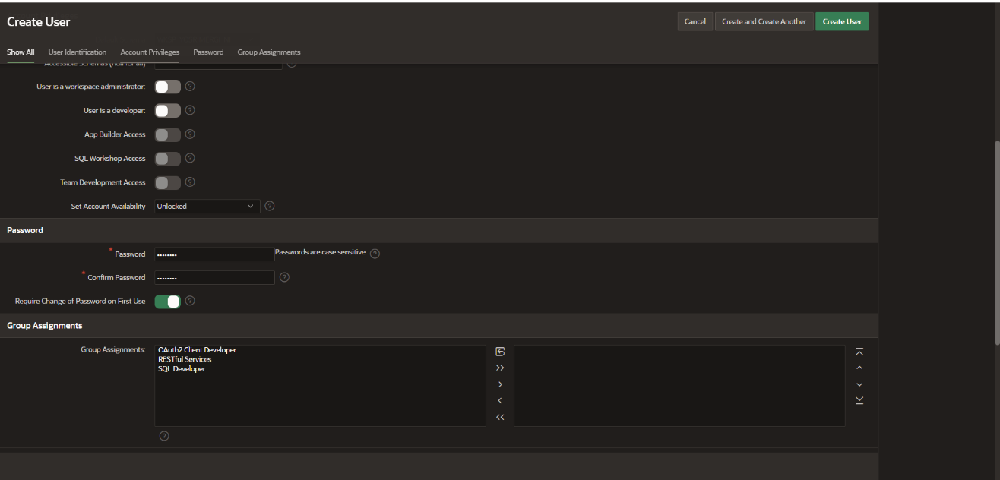 Create User
Cancel
Create and Create Another
Create User
Show All
User Identification
Account Privileges
Password
Group Assignments
Accessible Schemas (null for all)
User is a workspace administrator:
User is a developer:
App Builder Access
SQL Workshop Access
Team Development Access
Set Account Availability
Unlocked
Password
* Password
Passwords are case sensitive
* Confirm Password
Require Change of Password on First Use
Group Assignments
Group Assignments:
OAuth2 Client Developer
RESTful Services
SQL Developer